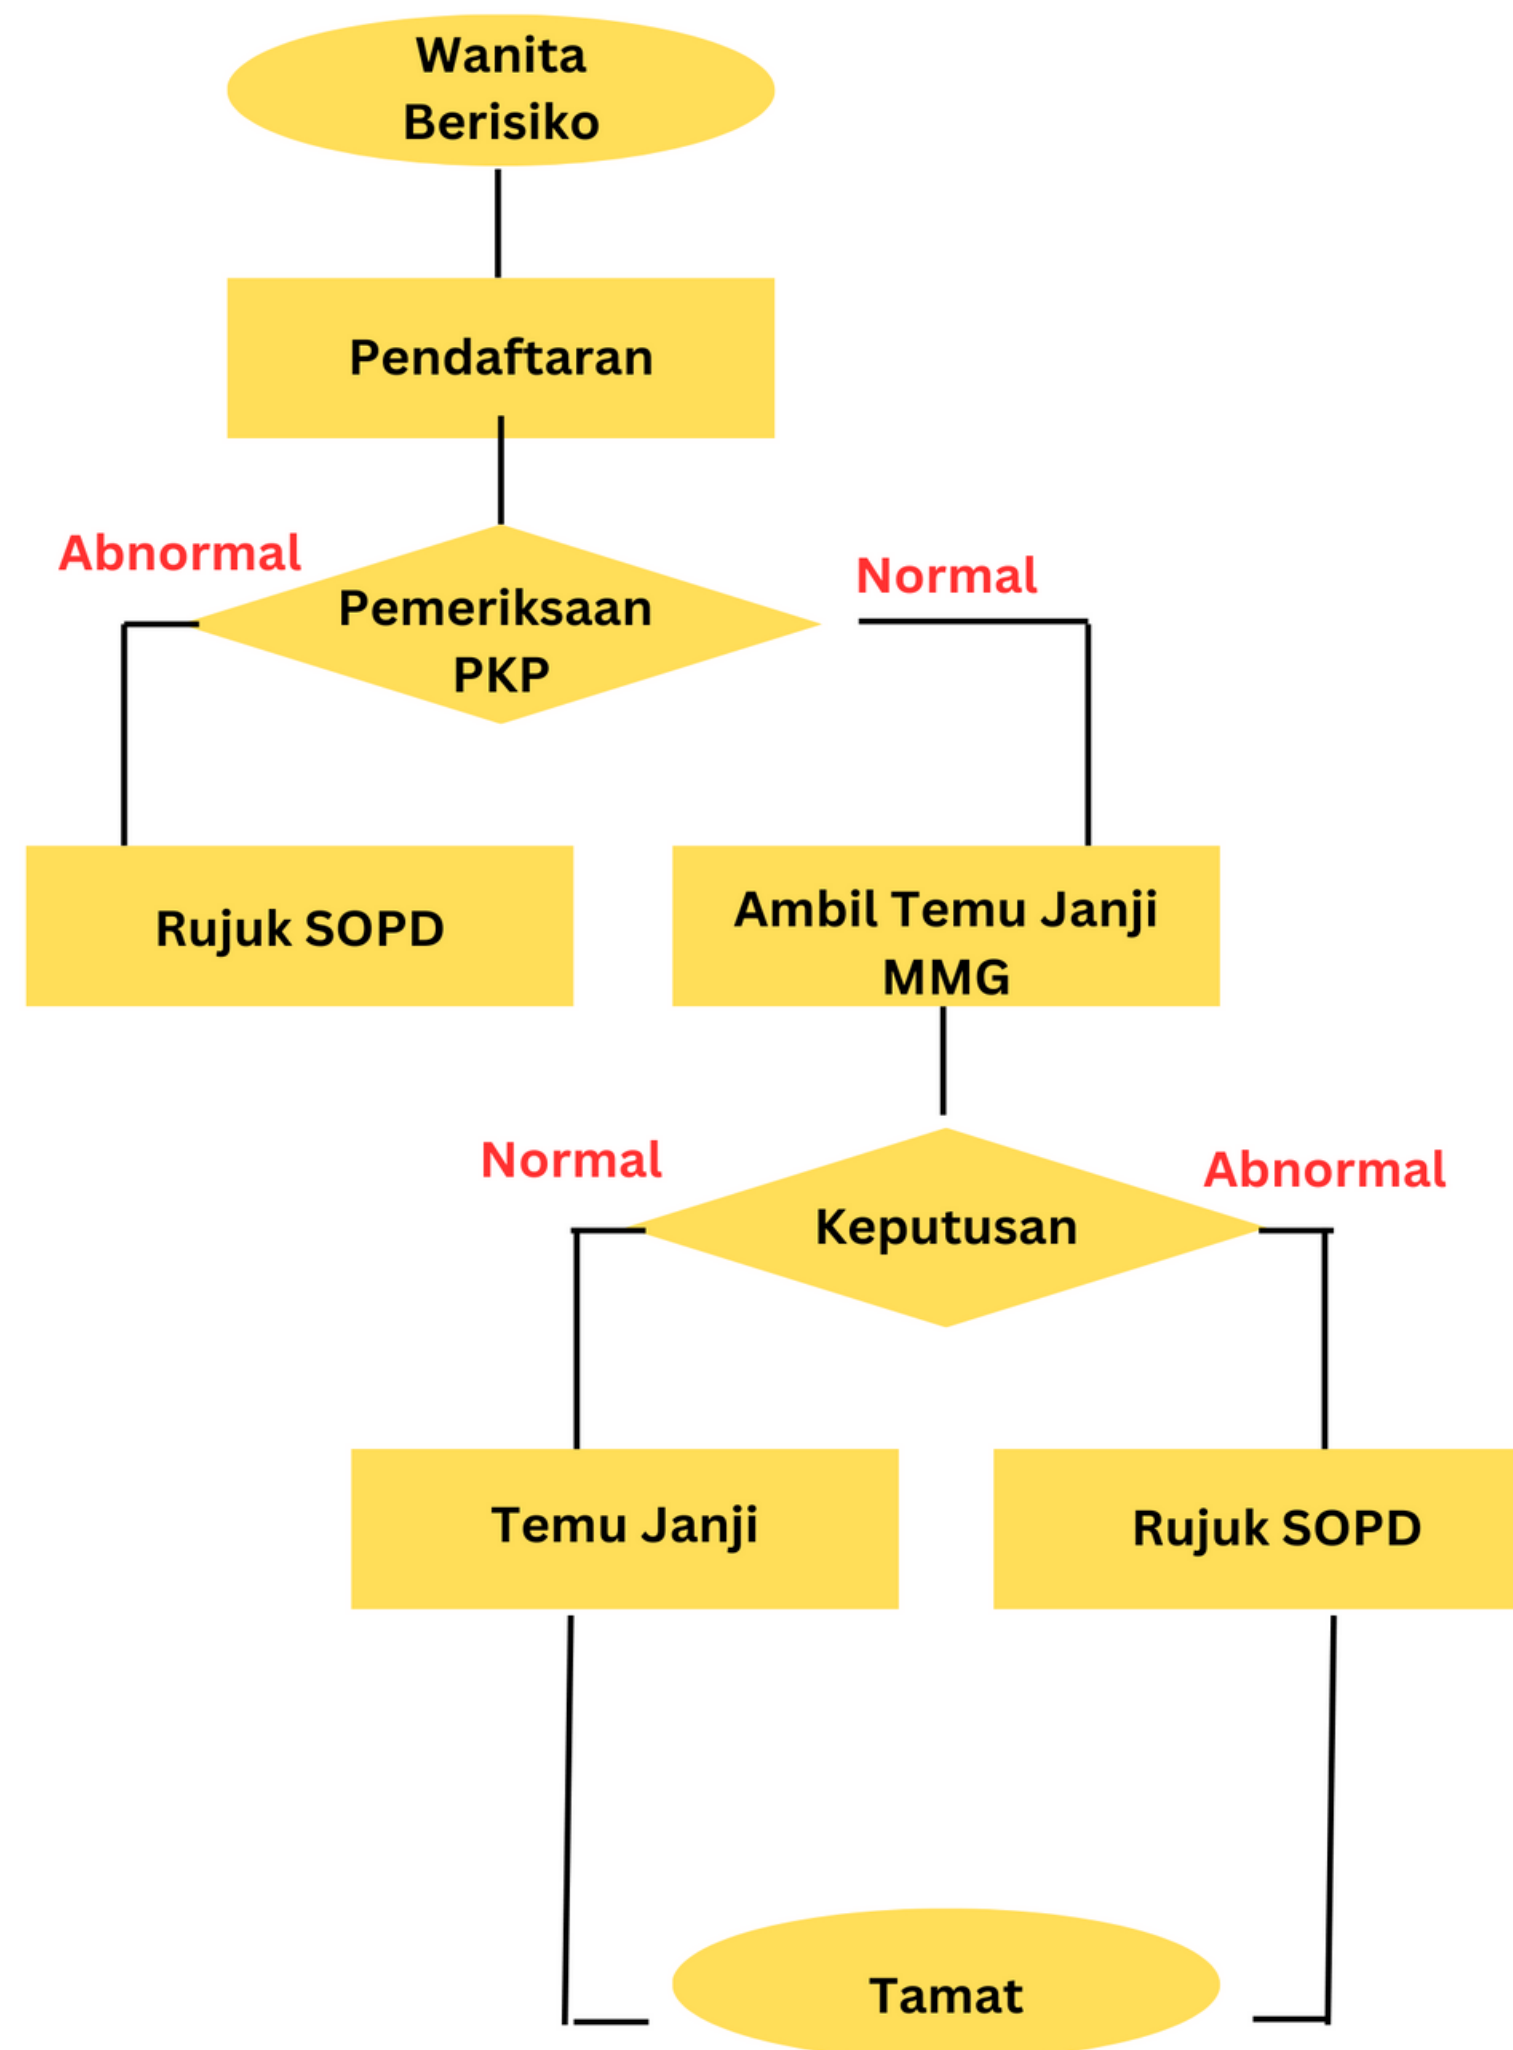 Wanita
Berisiko
Pendaftaran
Abnormal
Normal
Pemeriksaan
PKP
Rujuk SOPD
Ambil Temu Janji
MMG
Normal
Abnormal
Keputusan
Temu Janji
Rujuk SOPD
Tamat